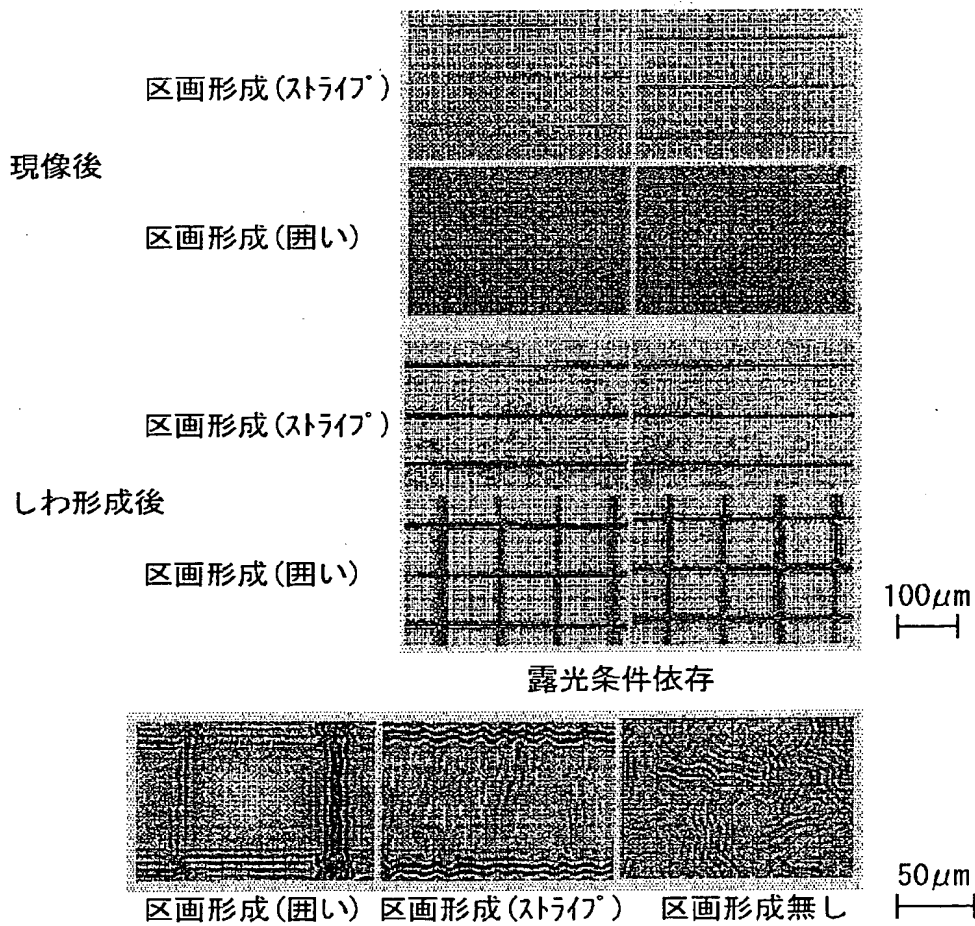 区画形成(ストライプ)
現像後
区画形成(囲い)
区画形成(ストライプ)
しわ形成後
区画形成(囲い)
100μm
露光条件依存
50μm
区画形成(囲い) 区画形成(ストライプ) 区画形成無し